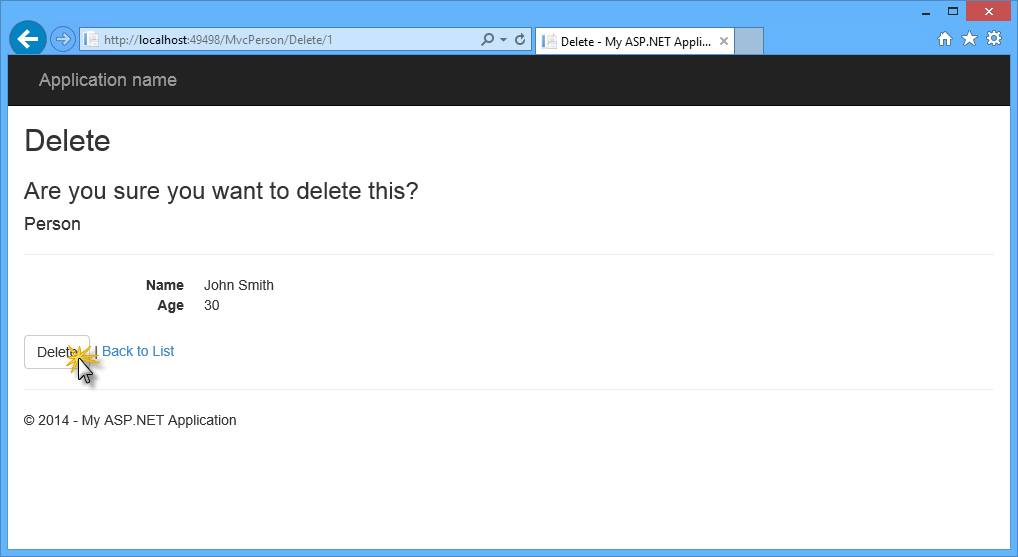 http://localhost:49498/MvcPerson/Delete/1
Delete - My ASP.NET Appli...
Application name
Delete
Are you sure you want to delete this?
Person
Name John Smith
Age 30
Delete | Back to List
© 2014 - My ASP.NET Application